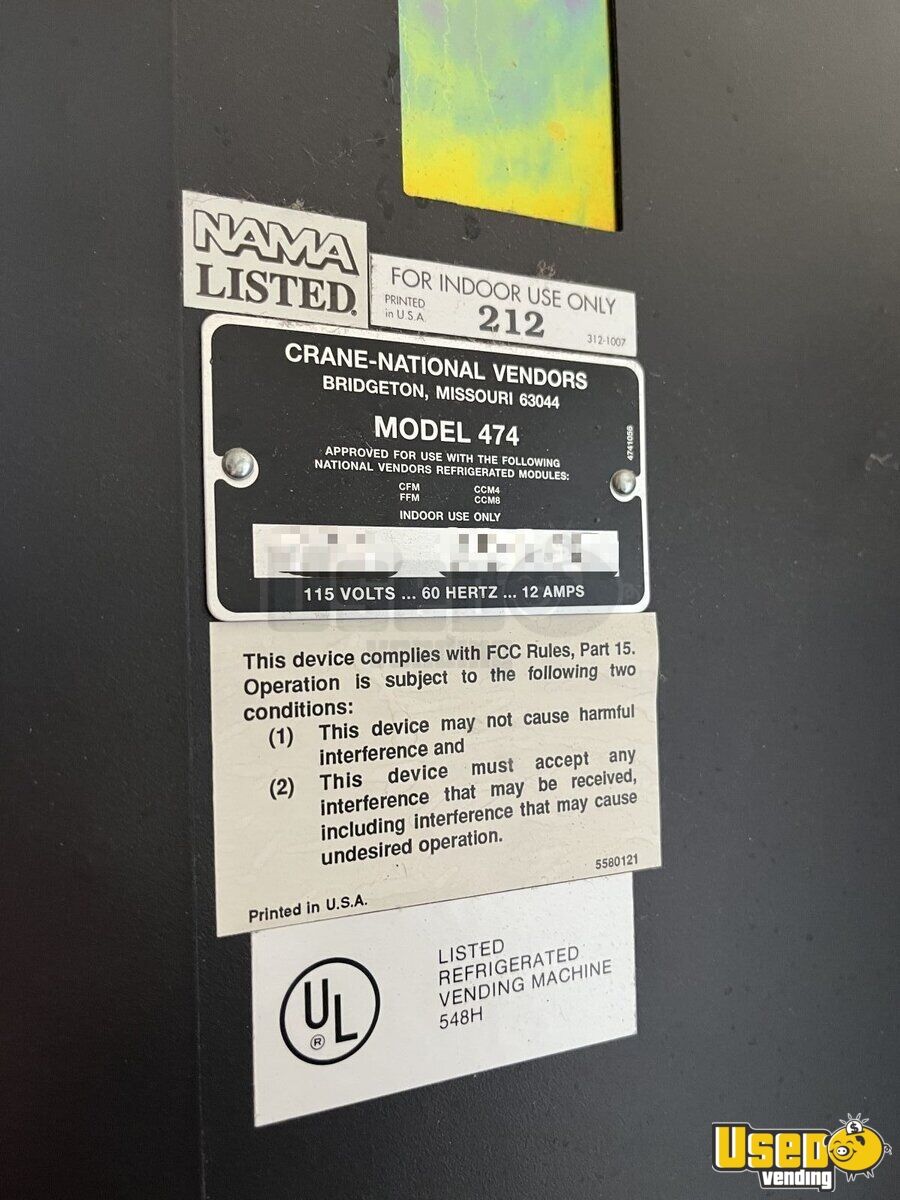 NAMA
LISTED.
FOR INDOOR USE ONLY
PRINTED
in U.S.A.
212
312-1007
CRANE-NATIONAL VENDORS
BRIDGETON, MISSOURI 63044
MODEL 474
4741058
APPROVED FOR USE WITH THE FOLLOWING
NATIONAL VENDORS REFRIGERATED MODULES:
CFM CCM4
FFM CCM8
INDOOR USE ONLY
115 VOLTS ... 60 HERTZ ... 12 AMPS
This device complies with FCC Rules, Part 15.
Operation is subject to the following two
conditions:
(1) This device may not cause harmful
interference and
(2) This device must accept any
interference that may be received,
including interference that may cause
undesired operation.
5580121
Printed in U.S.A.
UL
®
LISTED
REFRIGERATED
VENDING MACHINE
548H
USED
vending